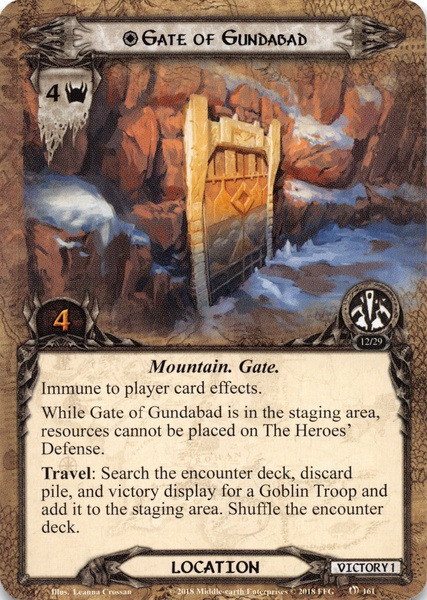 Gate of Gundabad
4
4
12/29
Mountain. Gate.
Immune to player card effects.
While Gate of Gundabad is in the staging area,
resources cannot be placed on The Heroes'
Defense.
Travel: Search the encounter deck, discard
pile, and victory display for a Goblin Troop and
add it to the staging area. Shuffle the encounter
deck.
LOCATION
VICTORY 1
Illus. Leanna Crossan
© 2018 Middle-earth Enterprises © 2018 FFG
161